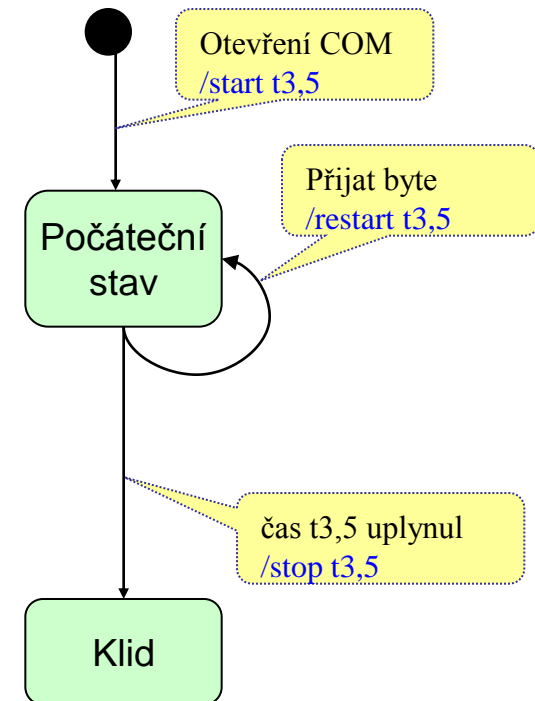 Otevření COM
/start t3,5
Přijat byte
/restart t3,5
Počáteční
stav
čas t3,5 uplynul
/stop t3,5
Klid